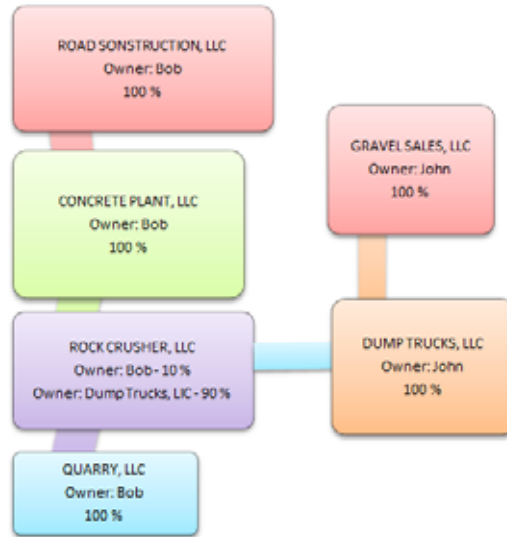 ROAD SONSTRUCTION, LLC
Owner: Bob
100 %
CONCRETE PLANT, LLC
Owner: Bob
100 %
ROCK CRUSHER, LLC
Owner: Bob - 10 %
Owner: Dump Trucks, LIC - 90 %
QUARRY, LLC
Owner: Bob
100 %
GRAVEL SALES, LLC
Owner: John
100 %
DUMP TRUCKS, LLC
Owner: John
100 %